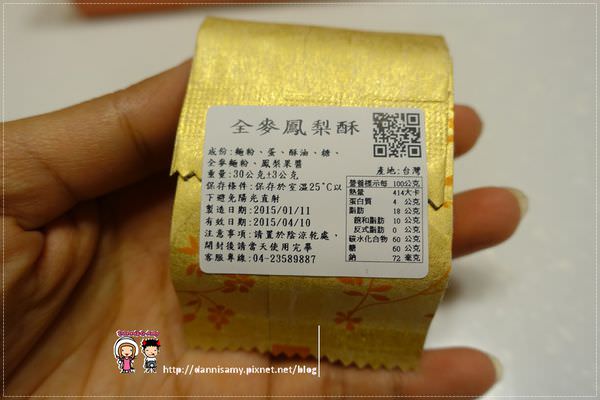 全麥鳳梨酥
成份:麵粉、蛋、酥油、糖、
全麥麵粉、鳳梨果醬
重量:30公克±3公克
保存條件:保存於室溫25°C以
下避免陽光直射
製造日期:2015/01/11
有效日期:2015/04/10
注意事項:請置於陰涼乾處,
開封後請當天使用完畢
客服專線:04-23589887
產地:台灣
營養標示每 100公克
熱量 414大卡
蛋白質 4 公克
脂肪 18 公克
飽和脂肪 10 公克
反式脂肪 0 公克
碳水化合物 60 公克
糖 60 公克
鈉 72 毫克
http://dannisamy.pixnet.net/blog